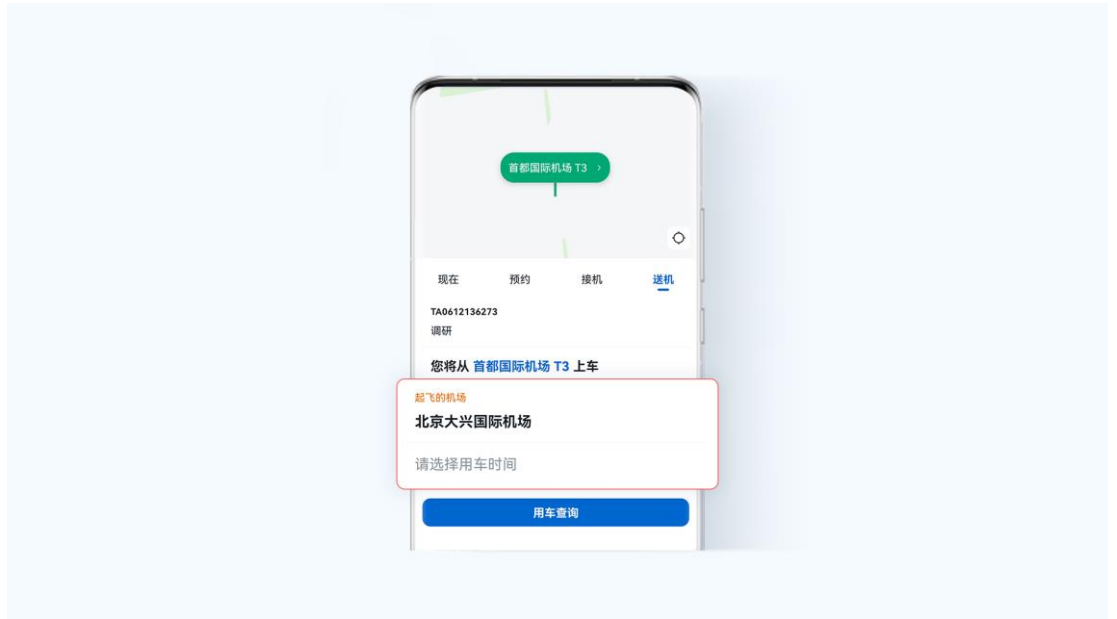 首都国际机场 T3 ›
现在 预约 接机 送机
TA0612136273
调研
您将从 首都国际机场 T3 上车
起飞的机场
北京大兴国际机场
请选择用车时间
用车查询